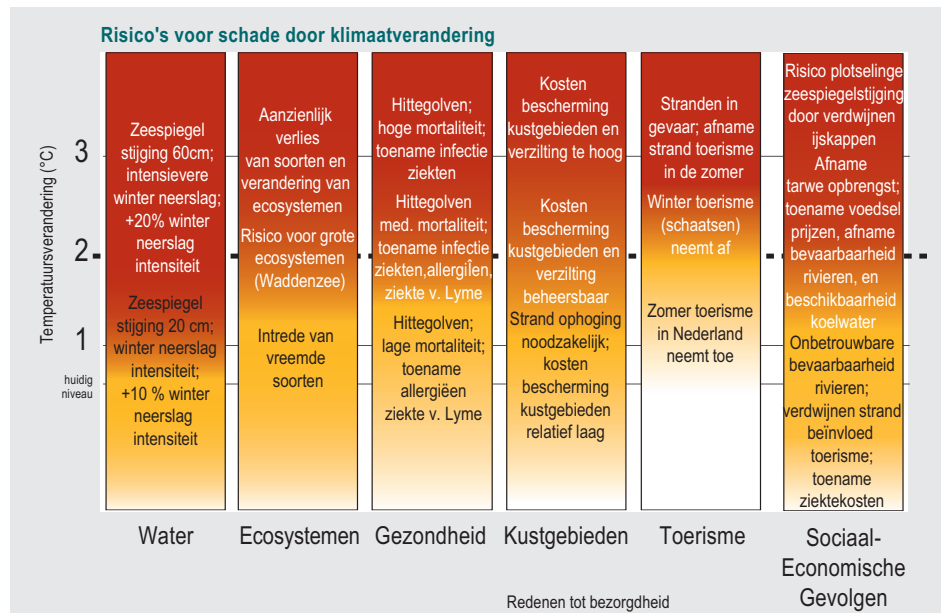 Risico's voor schade door klimaatverandering
Temperatuursverandering (°C)
3
2
1
huidig
niveau
Zeespiegel
stijging 60cm;
intensievere
winter neerslag;
+20% winter
neerslag
intensiteit
Zeespiegel
stijging 20 cm;
winter neerslag
intensiteit;
+10 % winter
neerslag
intensiteit
Water
Aanzienlijk
verlies
van soorten en
verandering van
ecosystemen
Risico voor grote
ecosystemen
(Waddenzee)
Intrede van
vreemde
soorten
Ecosystemen
Hittegolven;
hoge mortaliteit;
toename infectie
ziekten
Hittegolven
med. mortaliteit;
toename infectie
ziekten,allergiïen,
ziekte v. Lyme
Hittegolven;
lage mortaliteit;
toename
allergiëen
ziekte v. Lyme
Gezondheid
Kosten
bescherming
kustgebieden en
verzilting te hoog
Kosten
bescherming
kustgebieden en
verzilting
beheersbaar
Strand ophoging
noodzakelijk;
kosten
bescherming
kustgebieden
relatief laag
Kustgebieden
Stranden in
gevaar; afname
strand toerisme
in de zomer
Winter toerisme
(schaatsen)
neemt af
Zomer toerisme
in Nederland
neemt toe
Toerisme
Risico plotselinge
zeespiegelstijging
door verdwijnen
ijskappen
Afname
tarwe opbrengst;
toename voedsel
prijzen, afname
bevaarbaarheid
rivieren, en
beschikbaarheid
koelwater
Onbetrouwbare
bevaarbaarheid
rivieren;
verdwijnen strand
beïnvloed
toerisme;
toename
ziektekosten
Sociaal-
Economische
Gevolgen
Redenen tot bezorgdheid